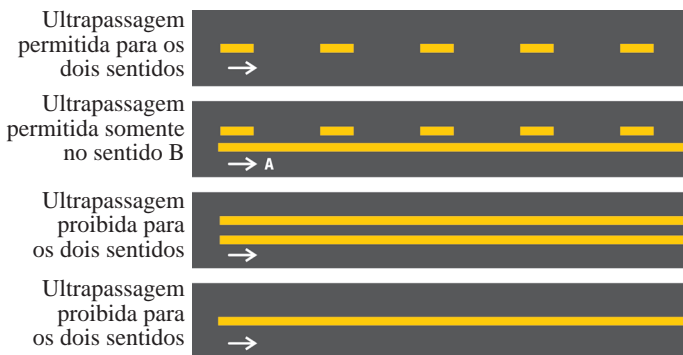 Ultrapassagem
permitida para os
dois sentidos
Ultrapassagem
permitida somente
no sentido B
A
Ultrapassagem
proibida para
os dois sentidos
Ultrapassagem
proibida para
os dois sentidos